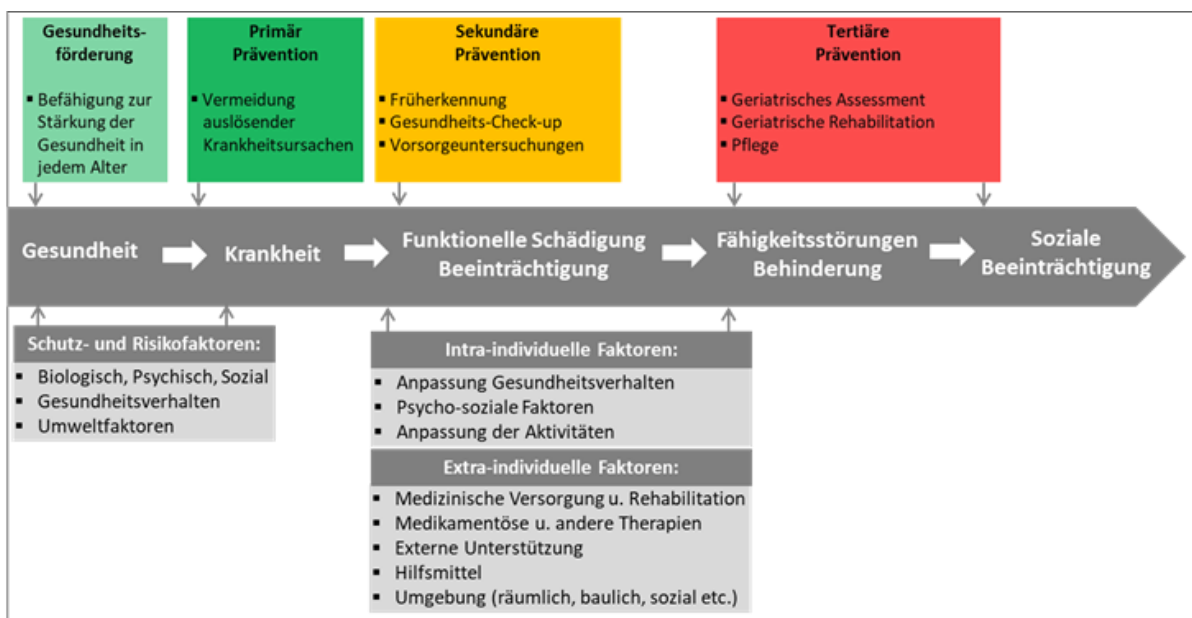 Gesundheits-
förderung
▪ Befähigung zur
Stärkung der
Gesundheit in
jedem Alter
Primär
Prävention
▪ Vermeidung
auslösender
Krankheitsursachen
Sekundäre
Prävention
▪ Früherkennung
▪ Gesundheits-Check-up
▪ Vorsorgeuntersuchungen
Tertiäre
Prävention
▪ Geriatrisches Assessment
▪ Geriatrische Rehabilitation
▪ Pflege
Gesundheit
Krankheit
Funktionelle Schädigung
Beeinträchtigung
Fähigkeitsstörungen
Behinderung
Soziale
Beeinträchtigung
Schutz- und Risikofaktoren:
▪ Biologisch, Psychisch, Sozial
▪ Gesundheitsverhalten
▪ Umweltfaktoren
Intra-individuelle Faktoren:
▪ Anpassung Gesundheitsverhalten
▪ Psycho-soziale Faktoren
▪ Anpassung der Aktivitäten
Extra-individuelle Faktoren:
▪ Medizinische Versorgung u. Rehabilitation
▪ Medikamentöse u. andere Therapien
▪ Externe Unterstützung
▪ Hilfsmittel
▪ Umgebung (räumlich, baulich, sozial etc.)